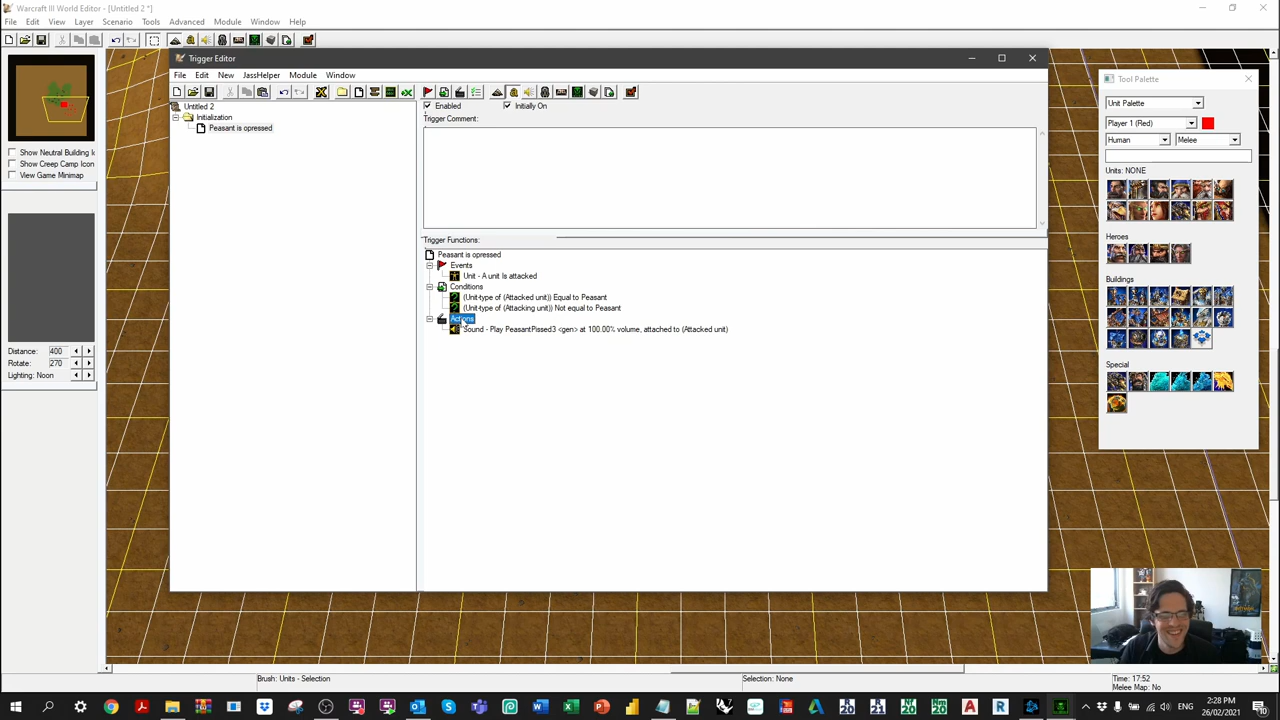 Warcraft III World Editor - [Untitled 2 *]
File Edit View Layer Scenario Tools Advanced Module Window Help
Trigger Editor
File Edit New JassHelper Module Window
Untitled 2
Initialization
Peasant is opressed
Enabled
Initially On
Trigger Comment:
Trigger Functions:
Peasant is opressed
Events
Unit - A unit Is attacked
Conditions
(Unit-type of (Attacked unit)) Equal to Peasant
(Unit-type of (Attacking unit)) Not equal to Peasant
Actions
Sound - Play PeasantPissed3 <gen> at 100.00% volume, attached to (Attacked unit)
Show Neutral Building Ic
Show Creep Camp Icon
View Game Minimap
Distance: 400
Rotate: 270
Lighting: Noon
Tool Palette
Unit Palette
Player 1 (Red)
Human Melee
Units: NONE
Heroes
Buildings
Special
Brush: Units - Selection
Selection: None
Time: 17:52
Melee Map: No
ENG
2:28 PM
26/02/2021